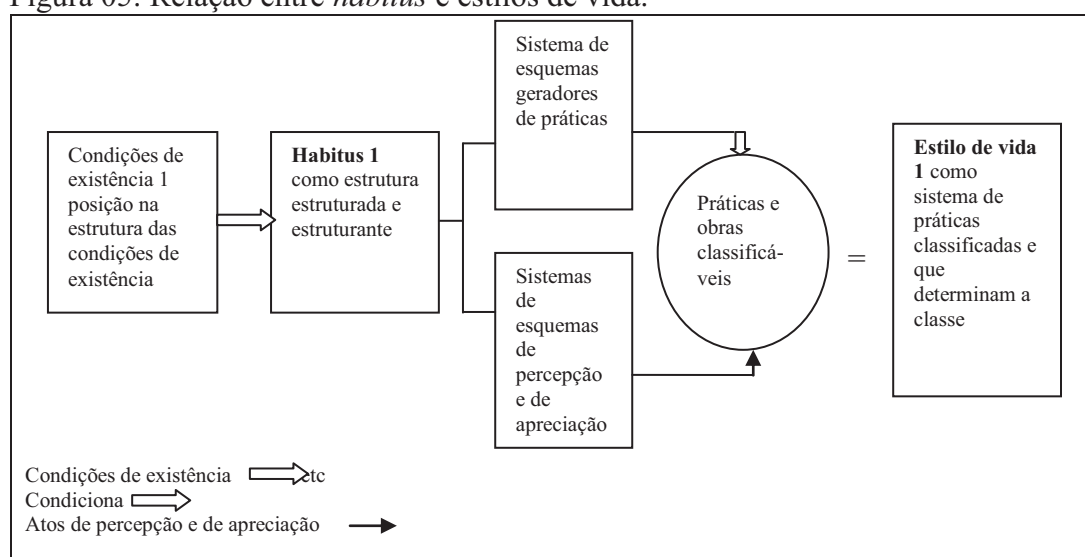 Figura 05: Relação entre habitus e estilos de vida.
Condições de
existência 1
posição na
estrutura das
condições de
existência
Habitus 1
como estrutura
estruturada e
estruturante
Sistema de
esquemas
geradores
de práticas
Sistemas
de
esquemas
de
percepção
e de
apreciação
Práticas e
obras
classificá-
veis
=
Estilo de vida
1 como
sistema de
práticas
classificadas e
que
determinam a
classe
Condições de existência etc
Condiciona
Atos de percepção e de apreciação